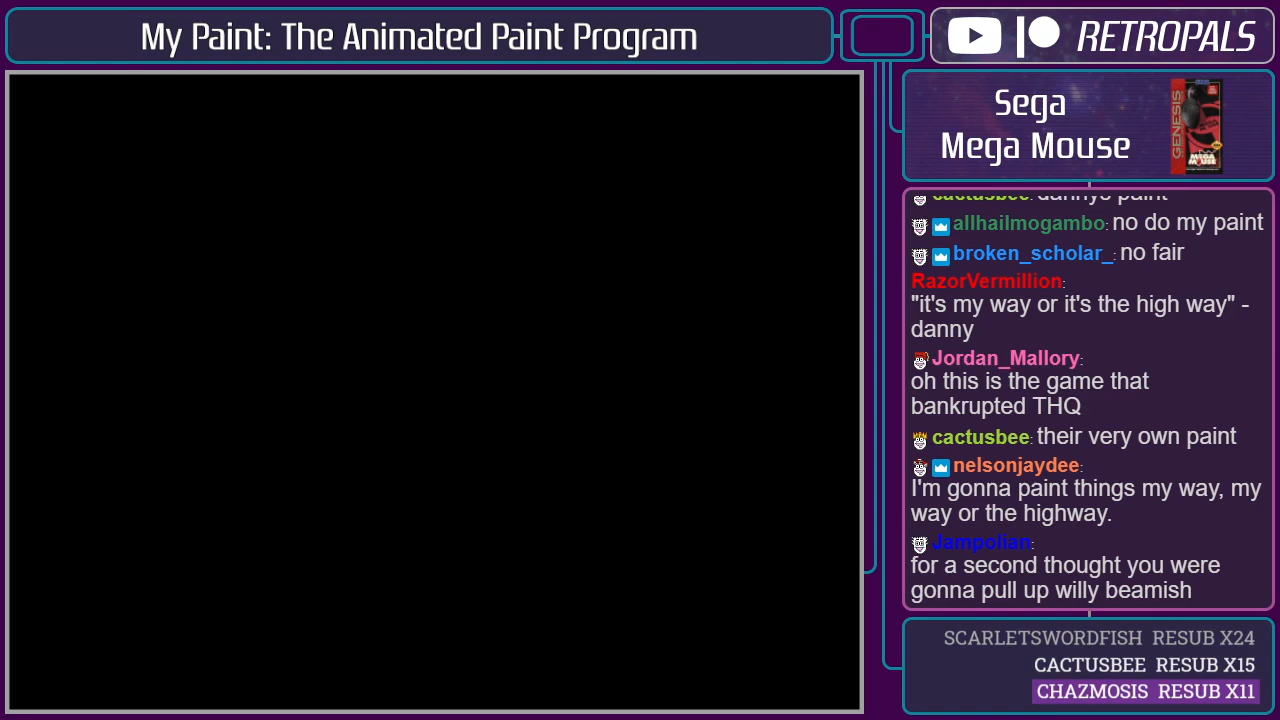 My Paint: The Animated Paint Program
RETROPALS
Sega
Mega Mouse
GENESIS
MEGA
MOUSE
cactusbee: dannys paint
allhailmogambo: no do my paint
broken_scholar_: no fair
RazorVermillion:
"it's my way or it's the high way" -
danny
Jordan_Mallory:
oh this is the game that
bankrupted THQ
cactusbee: their very own paint
nelsonjaydee:
I'm gonna paint things my way, my
way or the highway.
Jampolian:
for a second thought you were
gonna pull up willy beamish
SCARLETSWORDFISH RESUB X24
CACTUSBEE RESUB X15
CHAZMOSIS RESUB X11